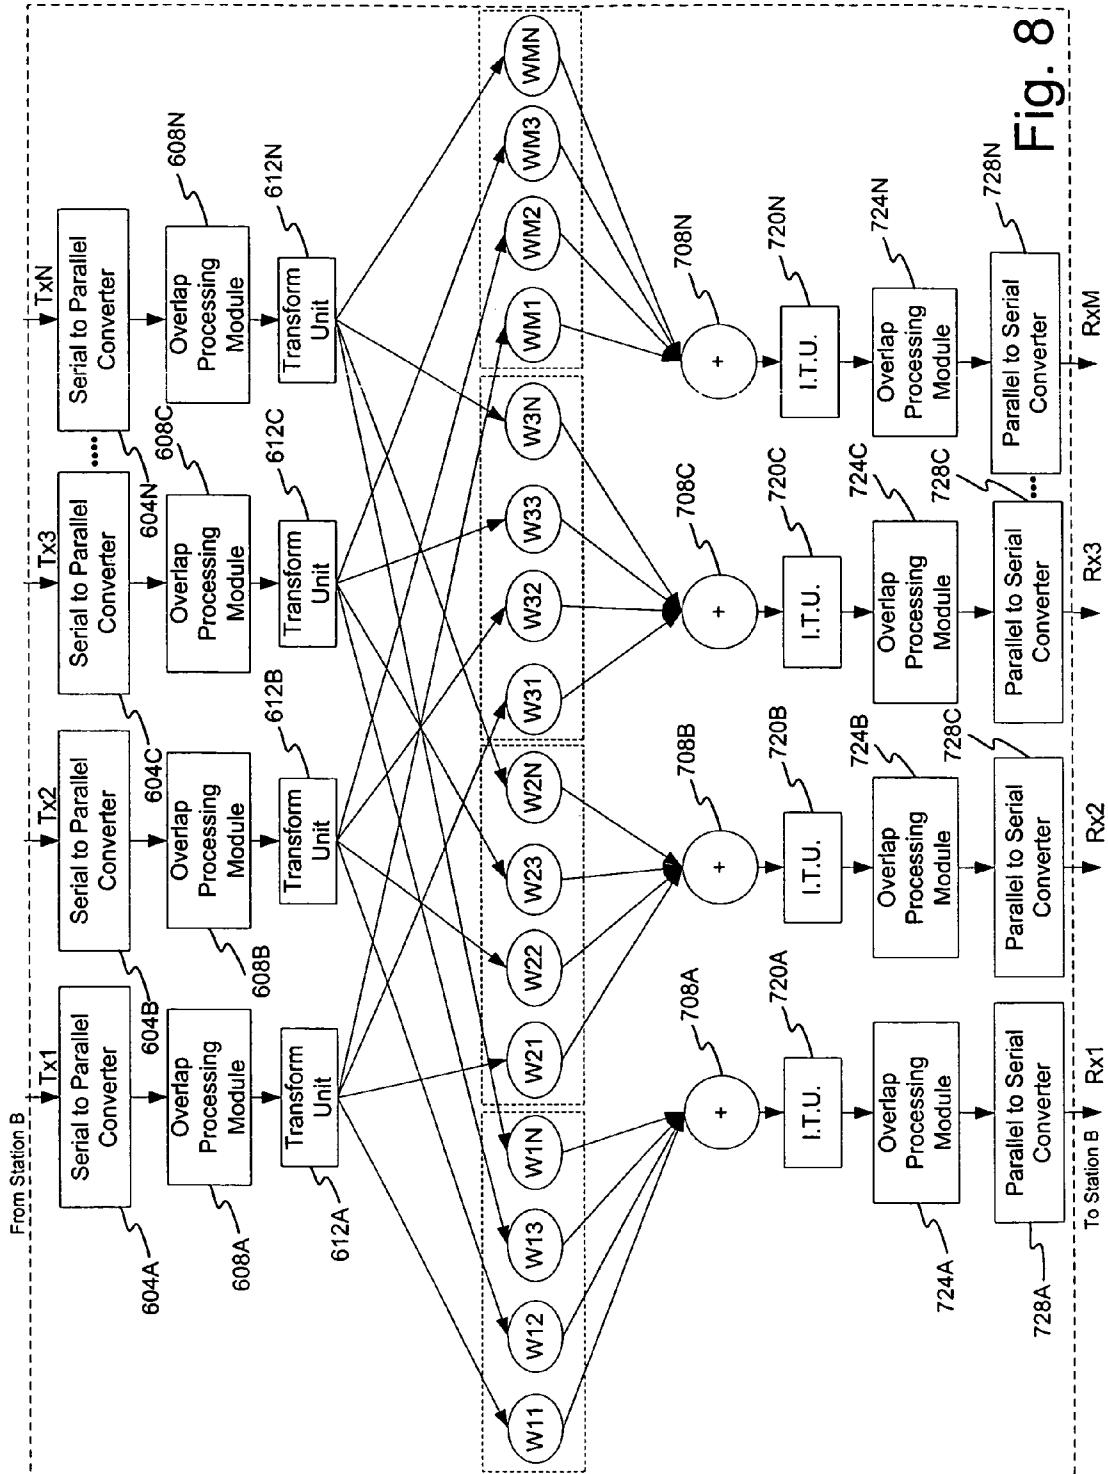 From Station B
Tx1
Tx2
Tx3
TxN
Serial to Parallel
Converter
Serial to Parallel
Converter
Serial to Parallel
Converter
....
Serial to Parallel
Converter
604A
604B
604C
604N
Overlap
Processing
Module
Overlap
Processing
Module
Overlap
Processing
Module
Overlap
Processing
Module
608A
608B
608C
608N
Transform
Unit
Transform
Unit
Transform
Unit
Transform
Unit
612A
612B
612C
612N
W11
W12
W13
W1N
W21
W22
W23
W2N
W31
W32
W33
W3N
WM1
WM2
WM3
WMN
+
+
+
+
708A
708B
708C
708N
I.T.U.
I.T.U.
I.T.U.
I.T.U.
720A
720B
720C
720N
Overlap
Processing
Module
Overlap
Processing
Module
Overlap
Processing
Module
Overlap
Processing
Module
724A
724B
724C
724N
Parallel to Serial
Converter
Parallel to Serial
Converter
Parallel to Serial
Converter
....
Parallel to Serial
Converter
728A
728C
728C
728N
To Station B
Rx1
Rx2
Rx3
RxM
Fig. 8